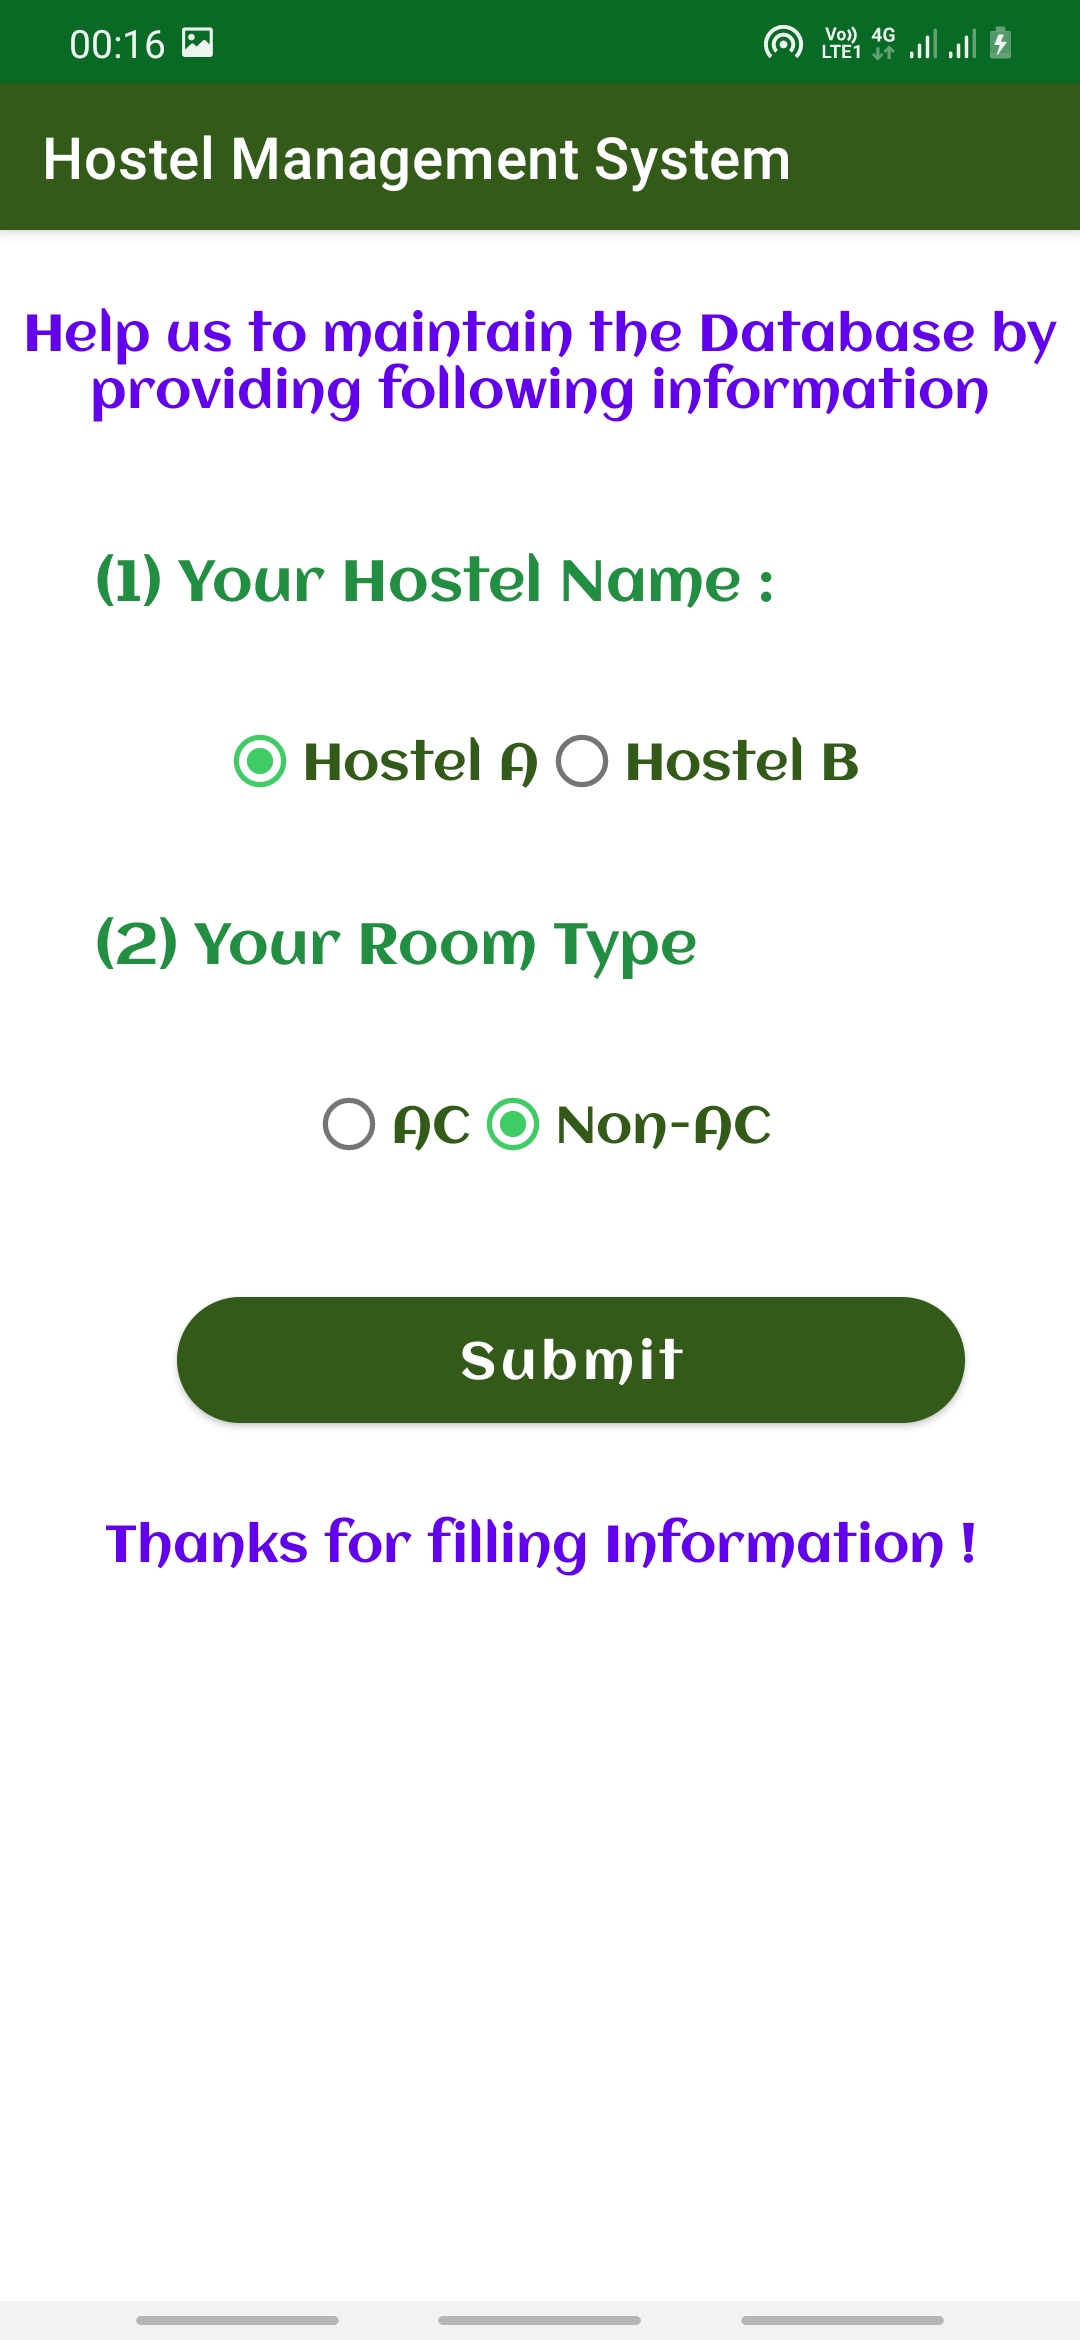 00:16
Vo)) 4G
LTE1
Hostel Management System
Help us to maintain the Database by
providing following information
(1) Your Hostel Name :
Hostel A Hostel B
(2) Your Room Type
AC Non-AC
Submit
Thanks for filling Information !